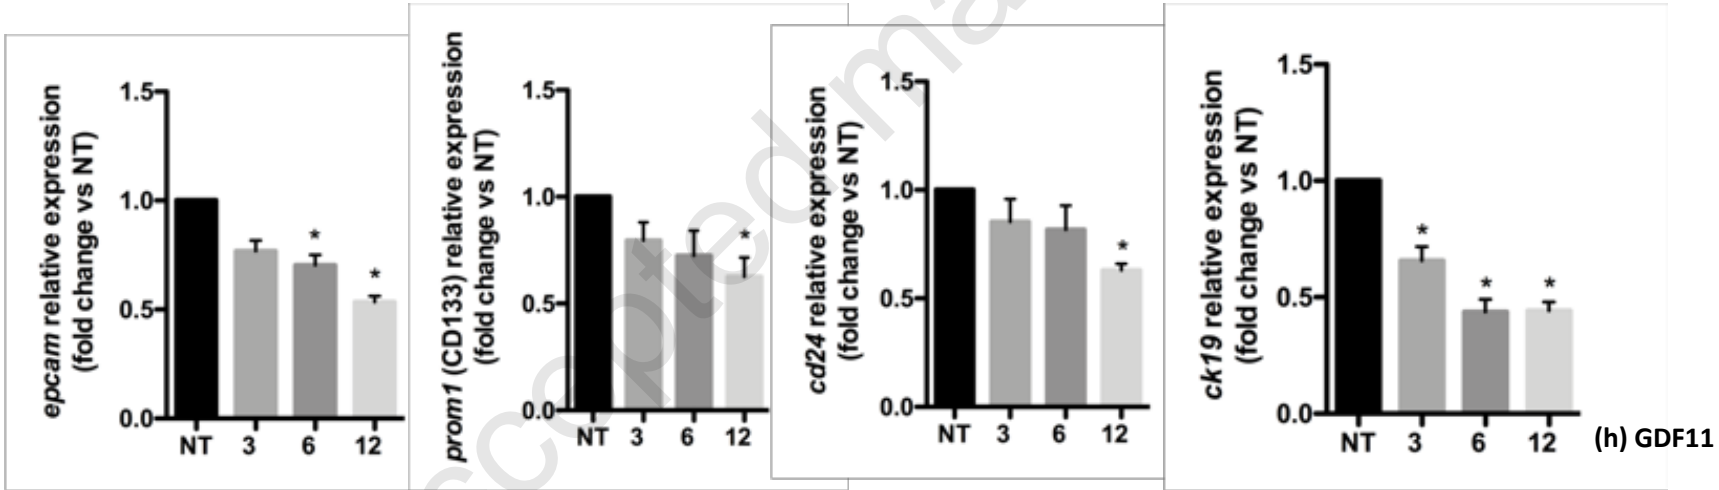 epcam relative expression
(fold change vs NT)
1.5
1.0
0.5
0.0
*
*
NT 3 6 12
prom1 (CD133) relative expression
(fold change vs NT)
1.5
1.0
0.5
0.0
*
NT 3 6 12
cd24 relative expression
(fold change vs NT)
1.5
1.0
0.5
0.0
*
NT 3 6 12
ck19 relative expression
(fold change vs NT)
1.5
1.0
0.5
0.0
*
*
*
NT 3 6 12
(h) GDF11
ccepted ma